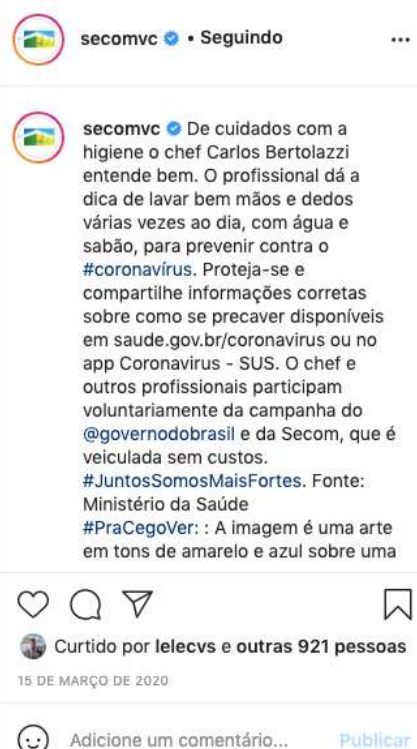 secomvc • Seguindo
secomvc De cuidados com a
higiene o chef Carlos Bertolazzi
entende bem. O profissional dá a
dica de lavar bem mãos e dedos
várias vezes ao dia, com água e
sabão, para prevenir contra o
#coronavírus. Proteja-se e
compartilhe informações corretas
sobre como se precaver disponíveis
em saude.gov.br/coronavirus ou no
app Coronavirus - SUS. O chef e
outros profissionais participam
voluntariamente da campanha do
@governodobrasil e da Secom, que é
veiculada sem custos.
#JuntosSomosMaisFortes. Fonte:
Ministério da Saúde
#PraCegoVer: : A imagem é uma arte
em tons de amarelo e azul sobre uma
Curtido por lelecvs e outras 921 pessoas
15 DE MARÇO DE 2020
Adicione um comentário... Publicar